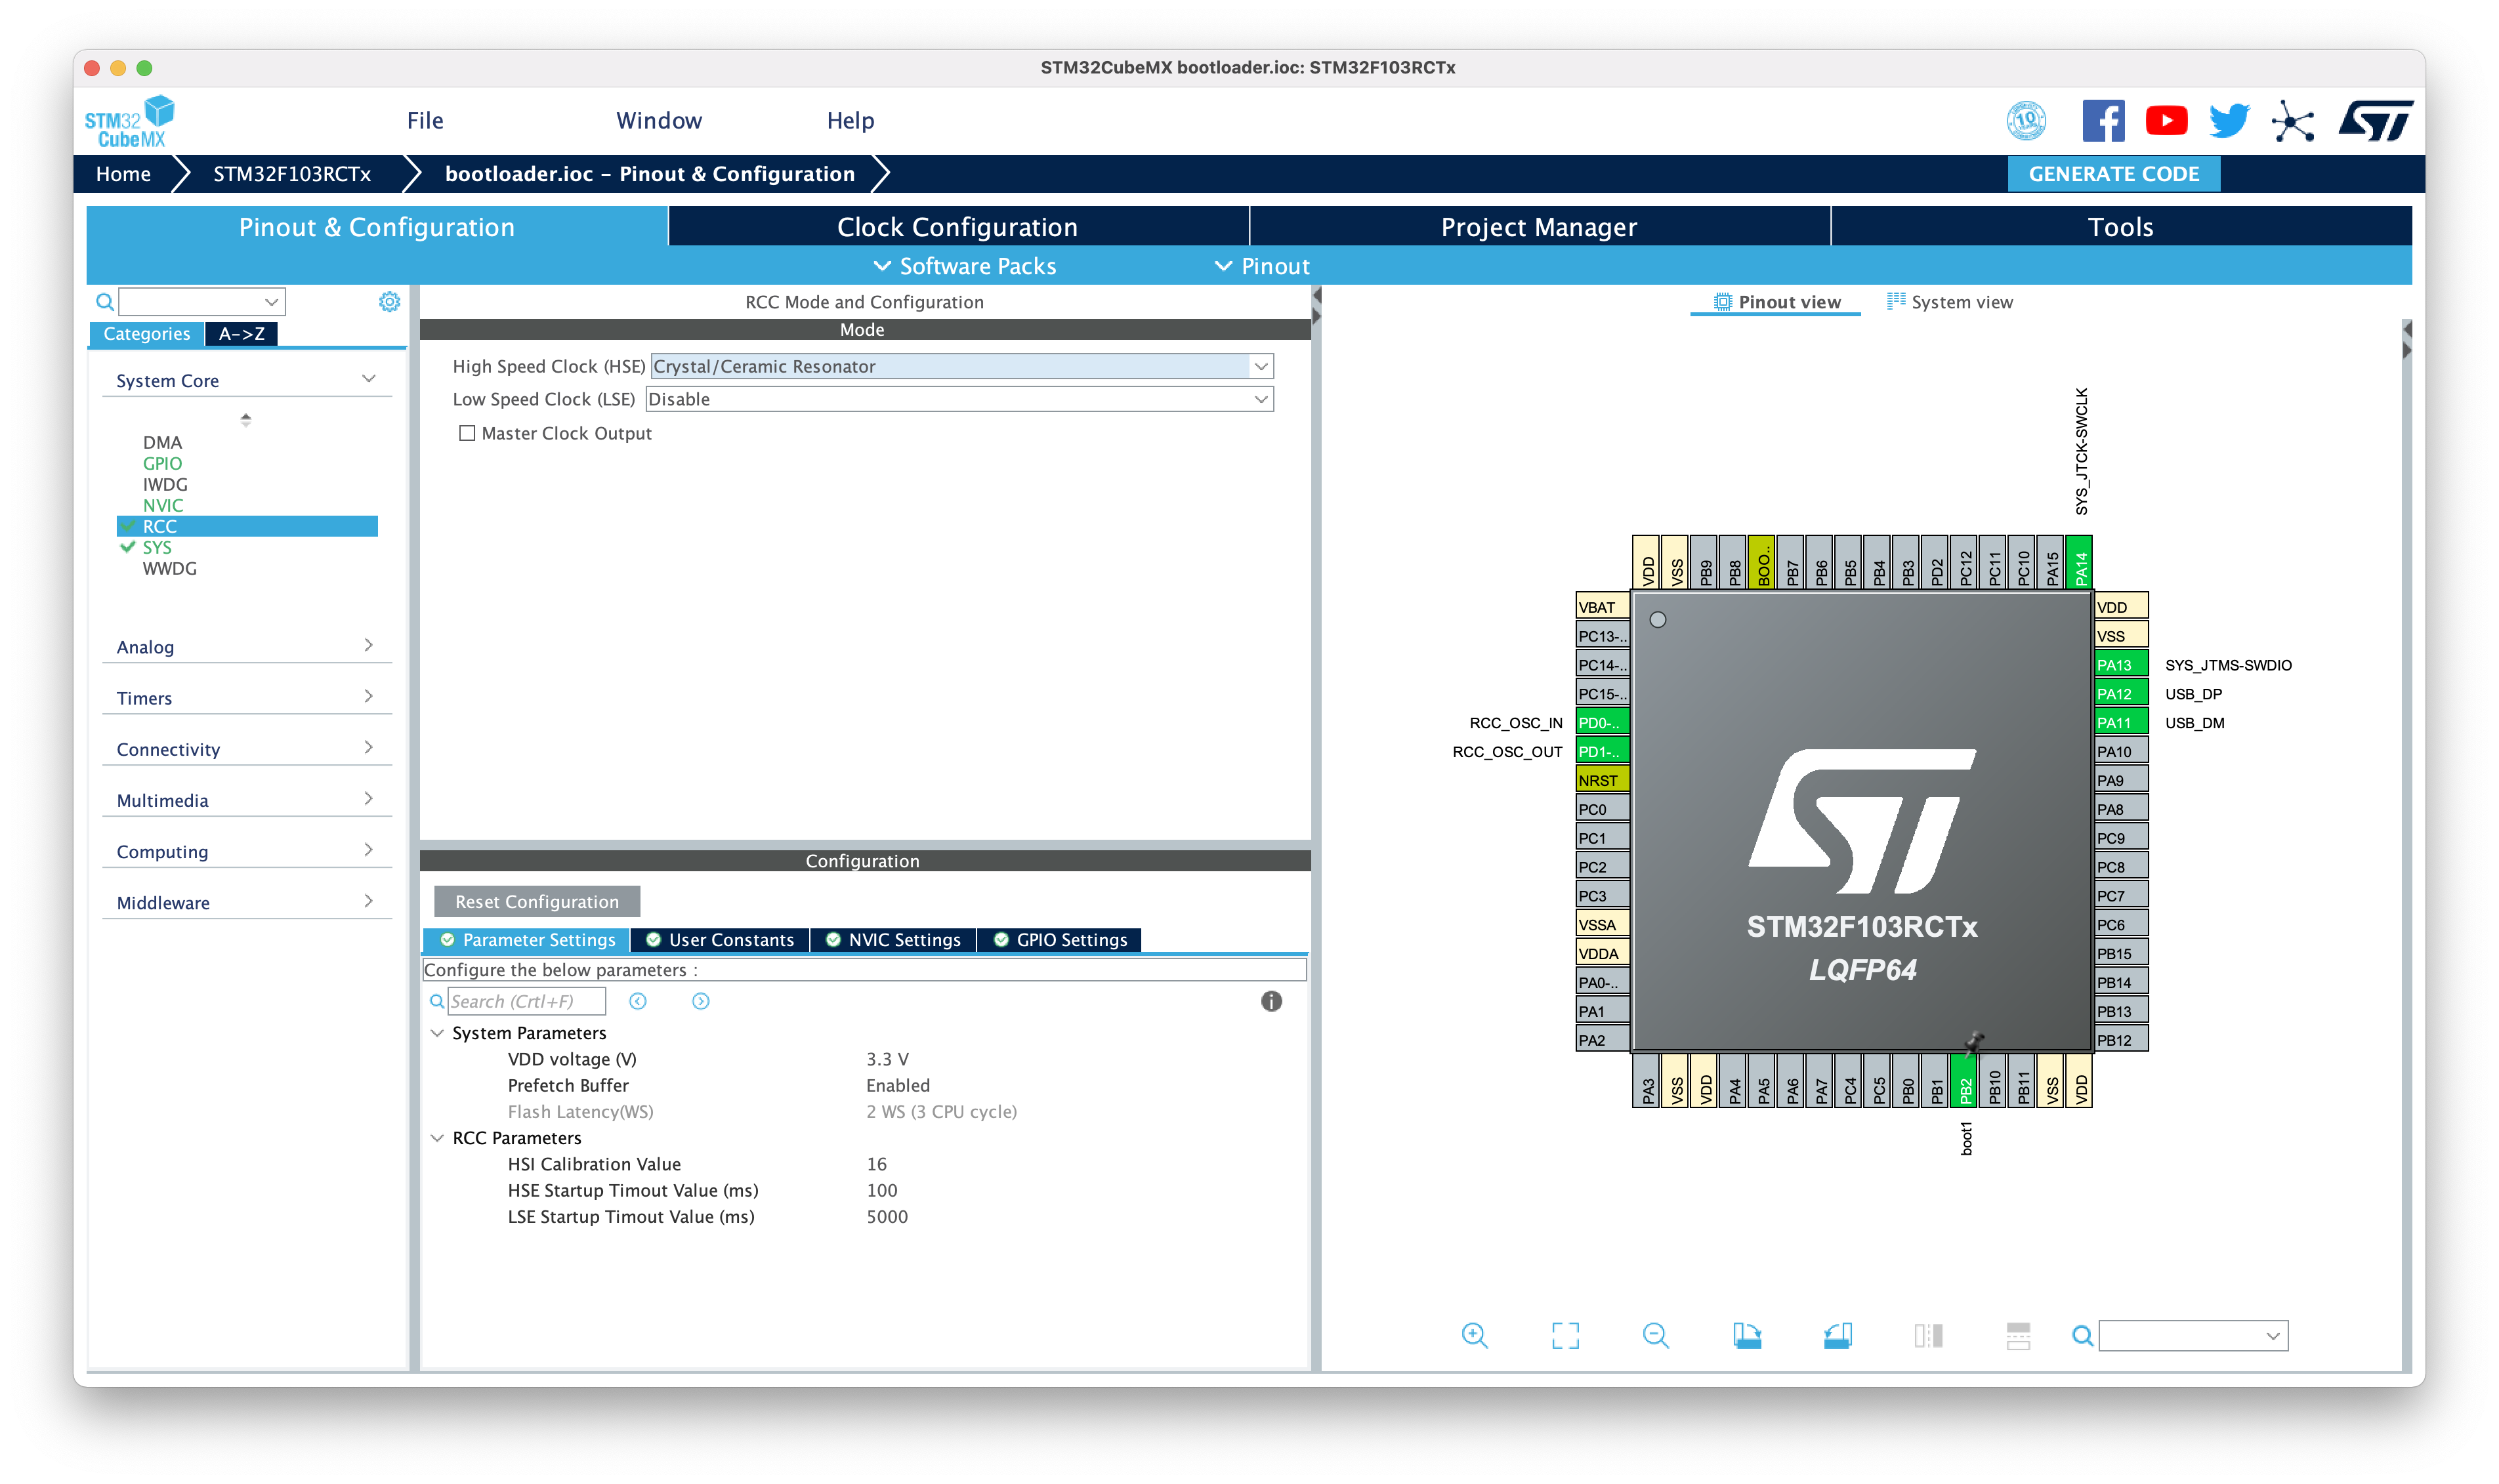 STM32CubeMX bootloader.ioc: STM32F103RCTx
STM32
CubeMX
File
Window
Help
10
Home
STM32F103RCTx
bootloader.ioc – Pinout & Configuration
GENERATE CODE
Pinout & Configuration
Clock Configuration
Project Manager
Tools
Software Packs
Pinout
Categories
A->Z
System Core
DMA
GPIO
IWDG
NVIC
RCC
SYS
WWDG
Analog
Timers
Connectivity
Multimedia
Computing
Middleware
RCC Mode and Configuration
Mode
High Speed Clock (HSE) Crystal/Ceramic Resonator
Low Speed Clock (LSE) Disable
Master Clock Output
Configuration
Reset Configuration
Parameter Settings
User Constants
NVIC Settings
GPIO Settings
Configure the below parameters :
Search (Crtl+F)
System Parameters
VDD voltage (V) 3.3 V
Prefetch Buffer Enabled
Flash Latency(WS) 2 WS (3 CPU cycle)
RCC Parameters
HSI Calibration Value 16
HSE Startup Timout Value (ms) 100
LSE Startup Timout Value (ms) 5000
Pinout view
System view
SYS_JTCK-SWCLK
VDD
VSS
PB9
PB8
BOO..
PB7
PB6
PB5
PB4
PB3
PD2
PC12
PC11
PC10
PA15
PA14
VBAT
PC13-..
PC14-..
PC15-..
RCC_OSC_IN PD0-..
RCC_OSC_OUT PD1-..
NRST
PC0
PC1
PC2
PC3
VSSA
VDDA
PA0-..
PA1
PA2
ST
STM32F103RCTx
LQFP64
VDD
VSS
PA13 SYS_JTMS-SWDIO
PA12 USB_DP
PA11 USB_DM
PA10
PA9
PA8
PC9
PC8
PC7
PC6
PB15
PB14
PB13
PB12
PA3
VSS
VDD
PA4
PA5
PA6
PA7
PC4
PC5
PB0
PB1
PB2
PB10
PB11
VSS
VDD
boot1